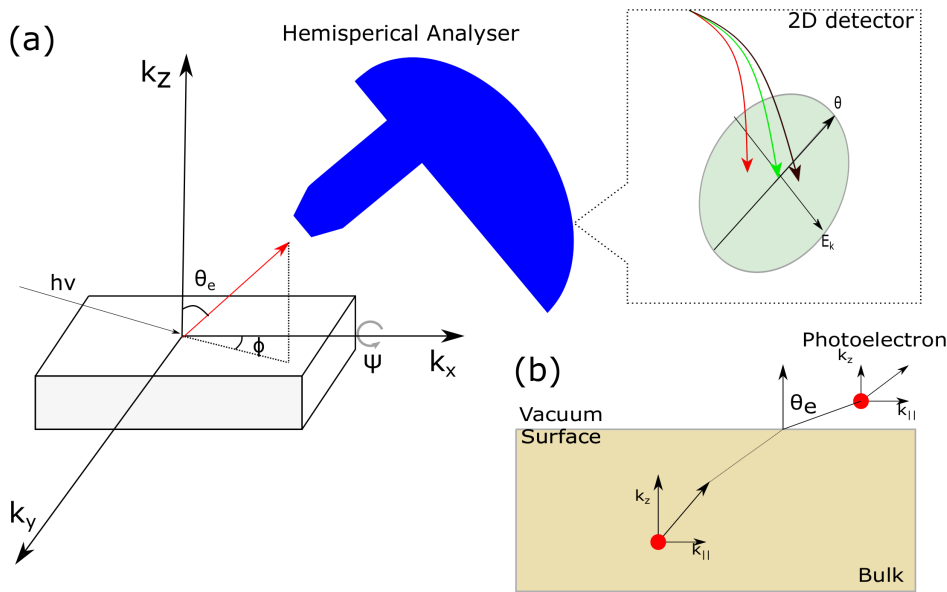 (a)
Hemisperical Analyser
2D detector
θ
E_k
k_z
hν
θ_e
ϕ
Ψ
k_x
k_y
(b)
Photoelectron
k_z
θ_e
k_||
Vacuum
Surface
k_z
k_||
Bulk